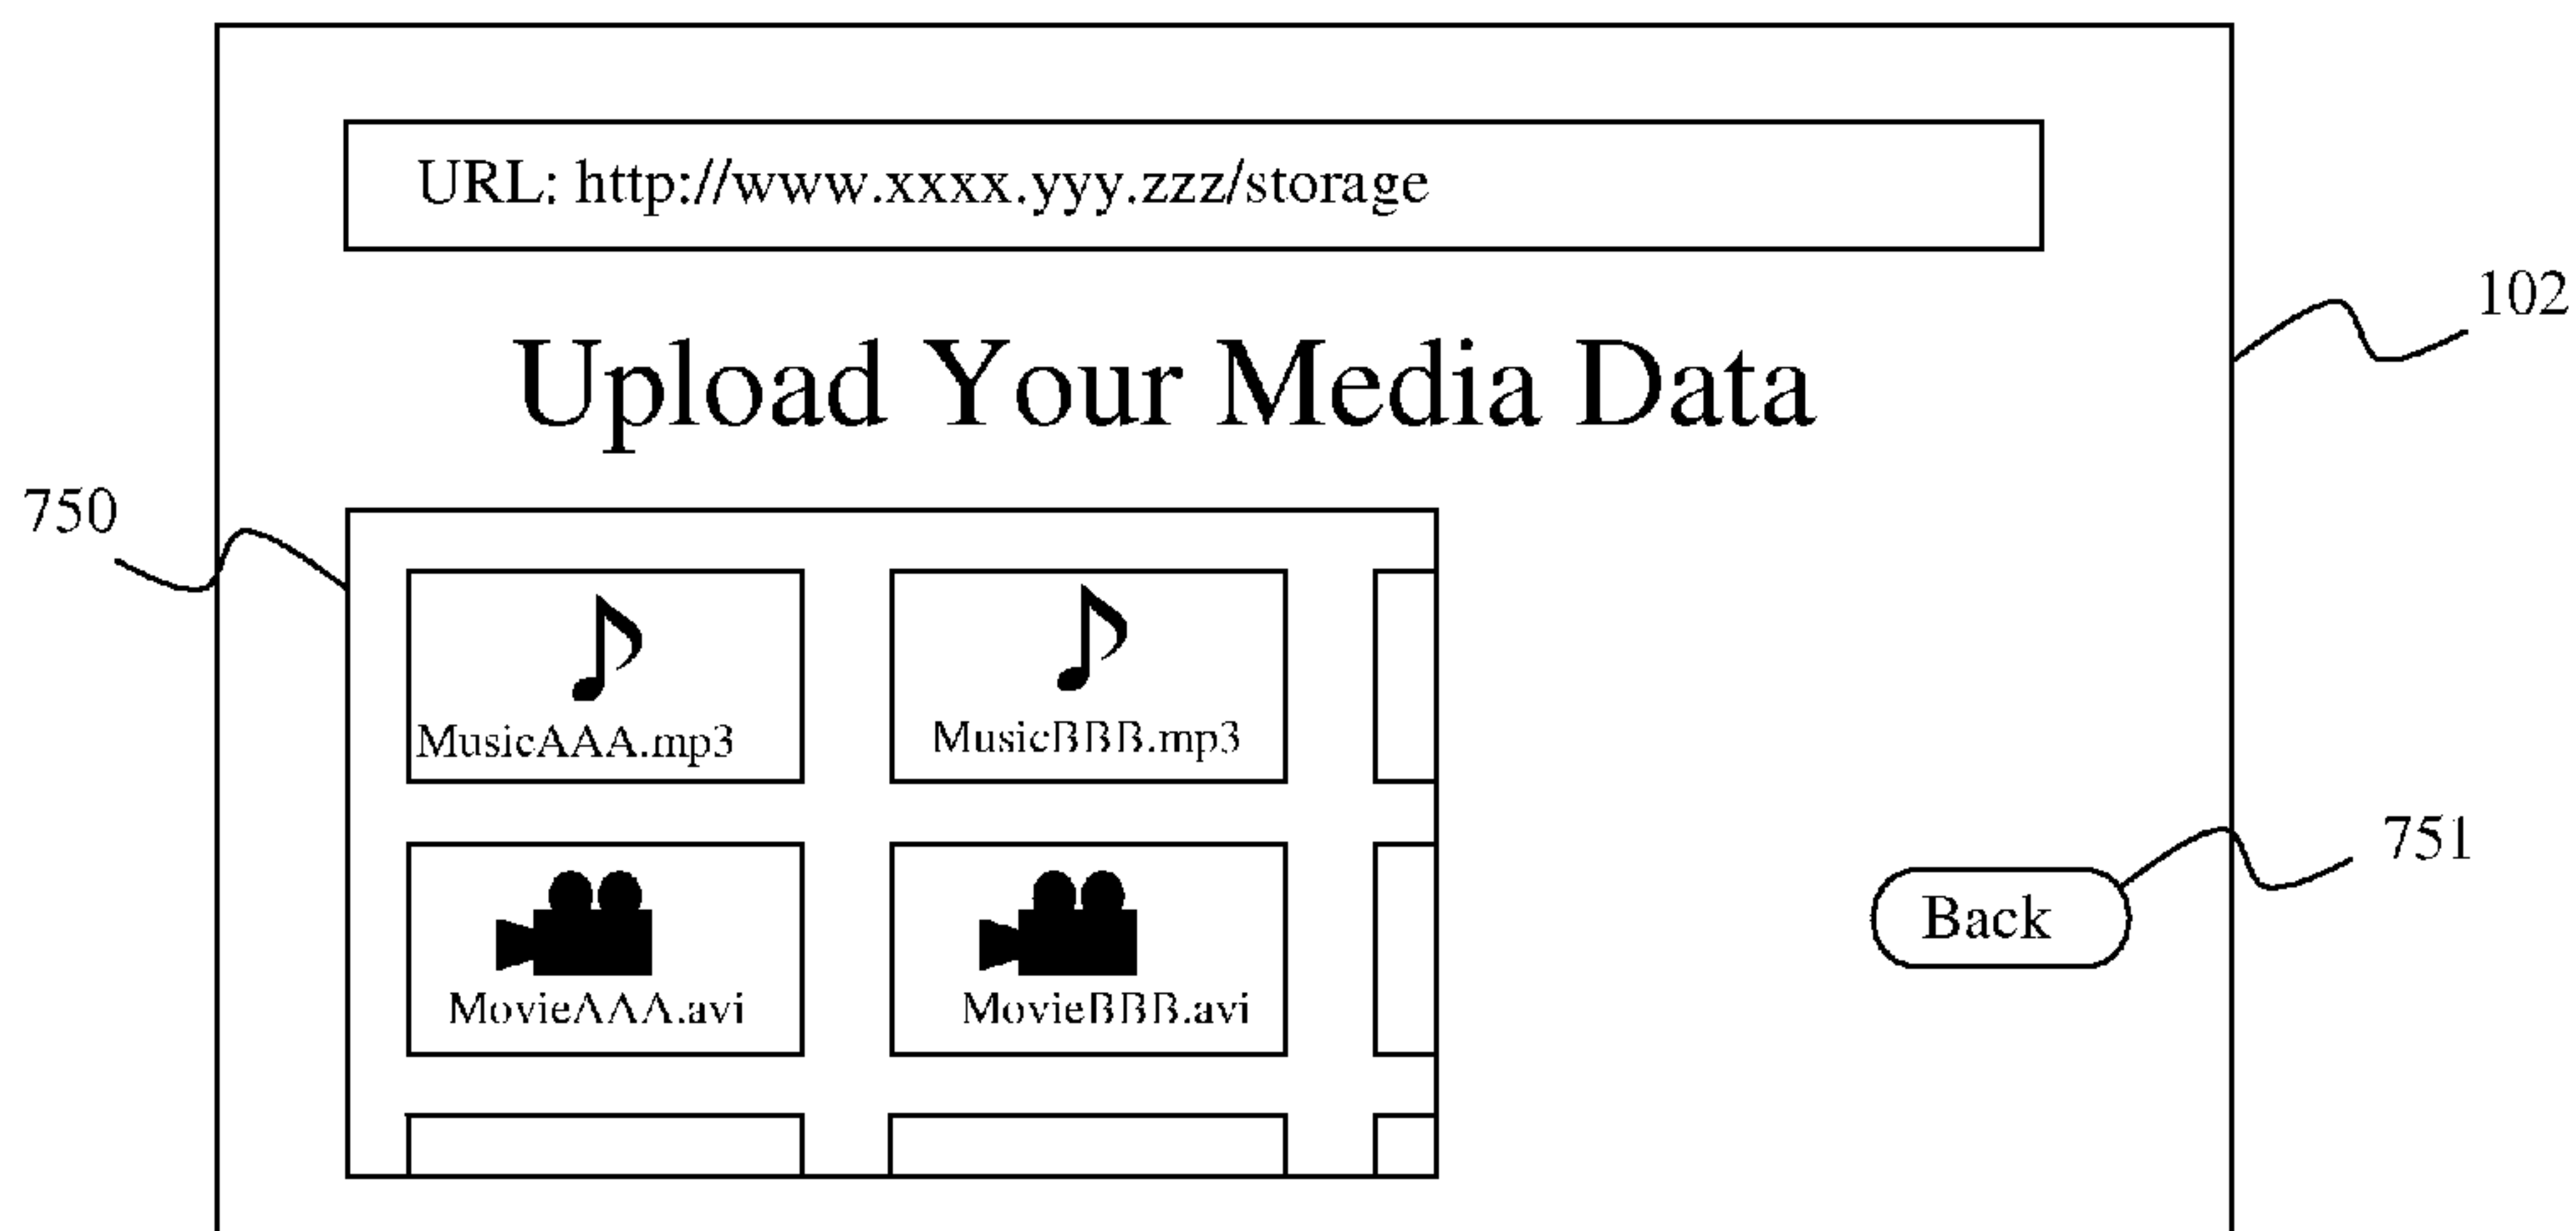 URL: http://www.xxxx.yyy.zzz/storage
102
Upload Your Media Data
750
MusicAAA.mp3
MusicBBB.mp3
MovieAAA.avi
MovieBBB.avi
751
Back